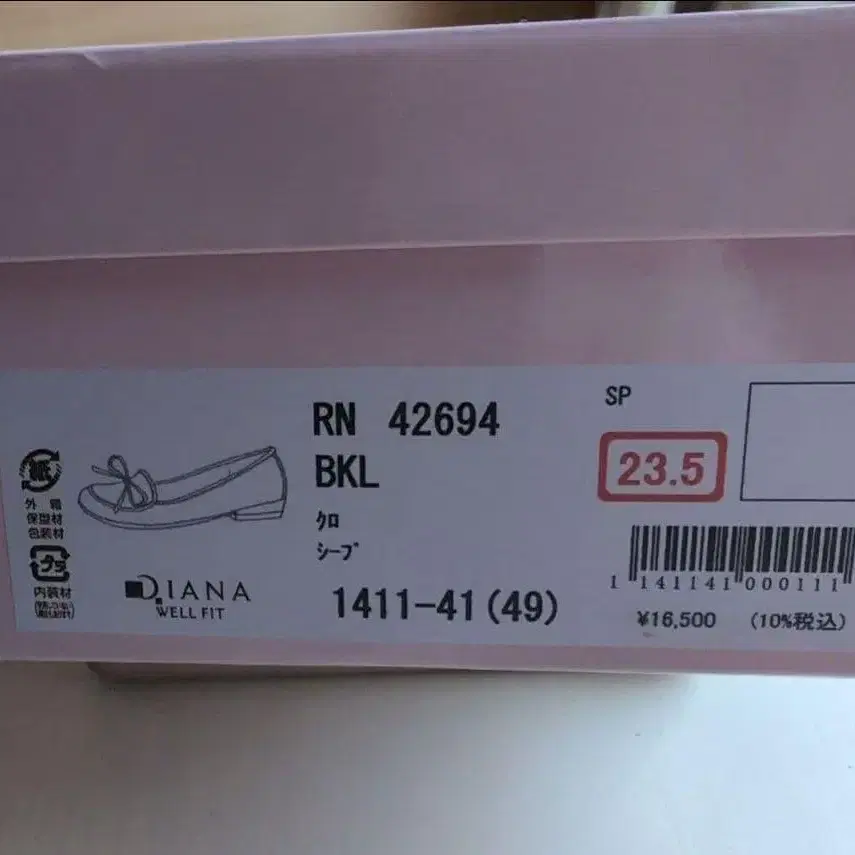 RN 42694
BKL
クロ
シープ
1411-41(49)
SP
23.5
1 141141 000111
¥16,500 (10%税込)
紙
外箱
保型材
包装材
プラ
内装材
DIANA
WELL FIT